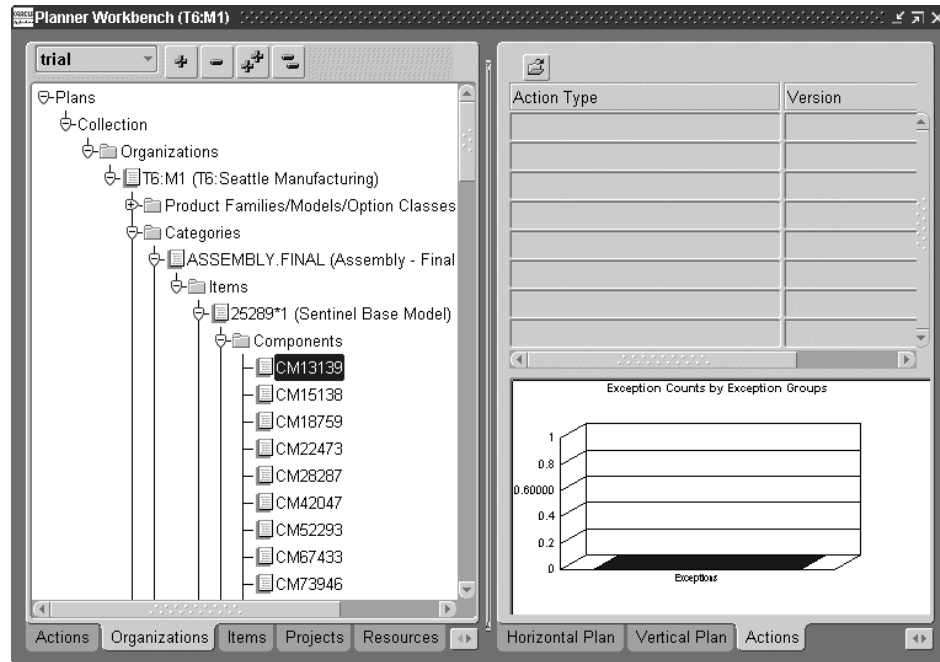 Planner Workbench (T6:M1)
trial
Plans
Collection
Organizations
T6:M1 (T6:Seattle Manufacturing)
Product Families/Models/Option Classes
Categories
ASSEMBLY.FINAL (Assembly - Final
Items
25289*1 (Sentinel Base Model)
Components
CM13139
CM15138
CM18759
CM22473
CM28287
CM42047
CM52293
CM67433
CM73946
Actions Organizations Items Projects Resources
Action Type Version
Exception Counts by Exception Groups
1
0.8
0.60000
0.4
0.2
0
Exceptions
Horizontal Plan Vertical Plan Actions